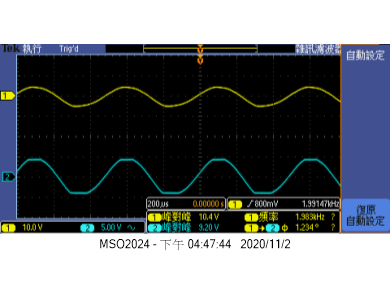 Tek 執行 Trig'd 雜訊濾波器
自動設定
1
2
200μs 0.00000 s 1 800mV 1.99147kHz
1 峰對峰 10.4 V 1 頻率 1.983kHz ?
1 10.0 V 2 5.00 V 2 峰對峰 9.20 V 1 → 2 Φ 1.234 ° ?
復原
自動設定
MSO2024 - 下午 04:47:44 2020/11/2